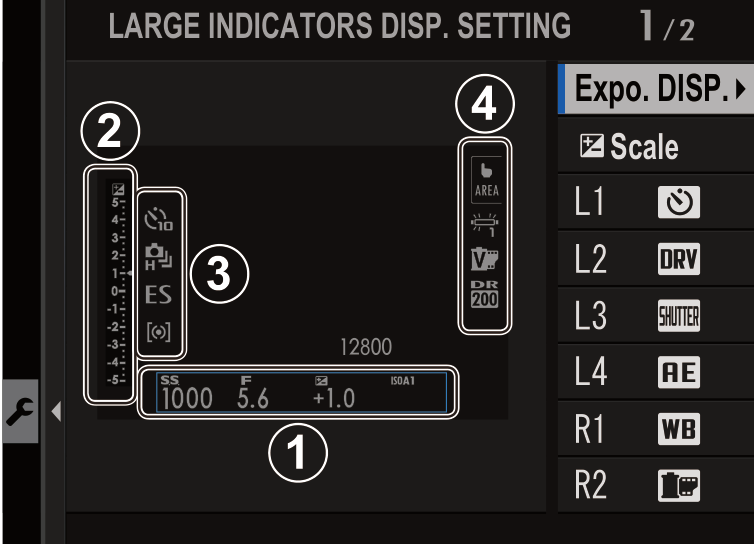 LARGE INDICATORS DISP. SETTING 1/2
Expo. DISP.
Scale
L1
L2 DRV
L3 SHUTTER
L4 AE
R1 WB
R2
2
5
4
3
2
1
0
-1
-2
-3
-4
-5
10
H
ES
3
4
AREA
1
V
DR
200
12800
S.S. F ISO A1
1000 5.6 +1.0
1